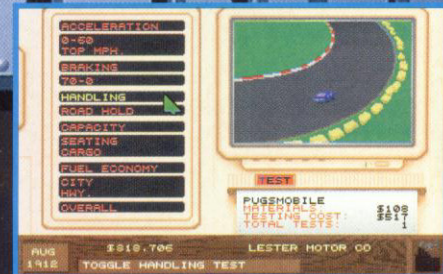 ACCELERATION
0-60
TOP MPH.
BRAKING
70-0
HANDLING
ROAD HOLD
CAPACITY
SEATING
CARGO
FUEL ECONOMY
CITY
HWY.
OVERALL
TEST
PUGSMOBILE
MATERIALS $108
TESTING COST: $517
TOTAL TESTS: 1
AUG
1912
$818,706
LESTER MOTOR CO
TOGGLE HANDLING TEST